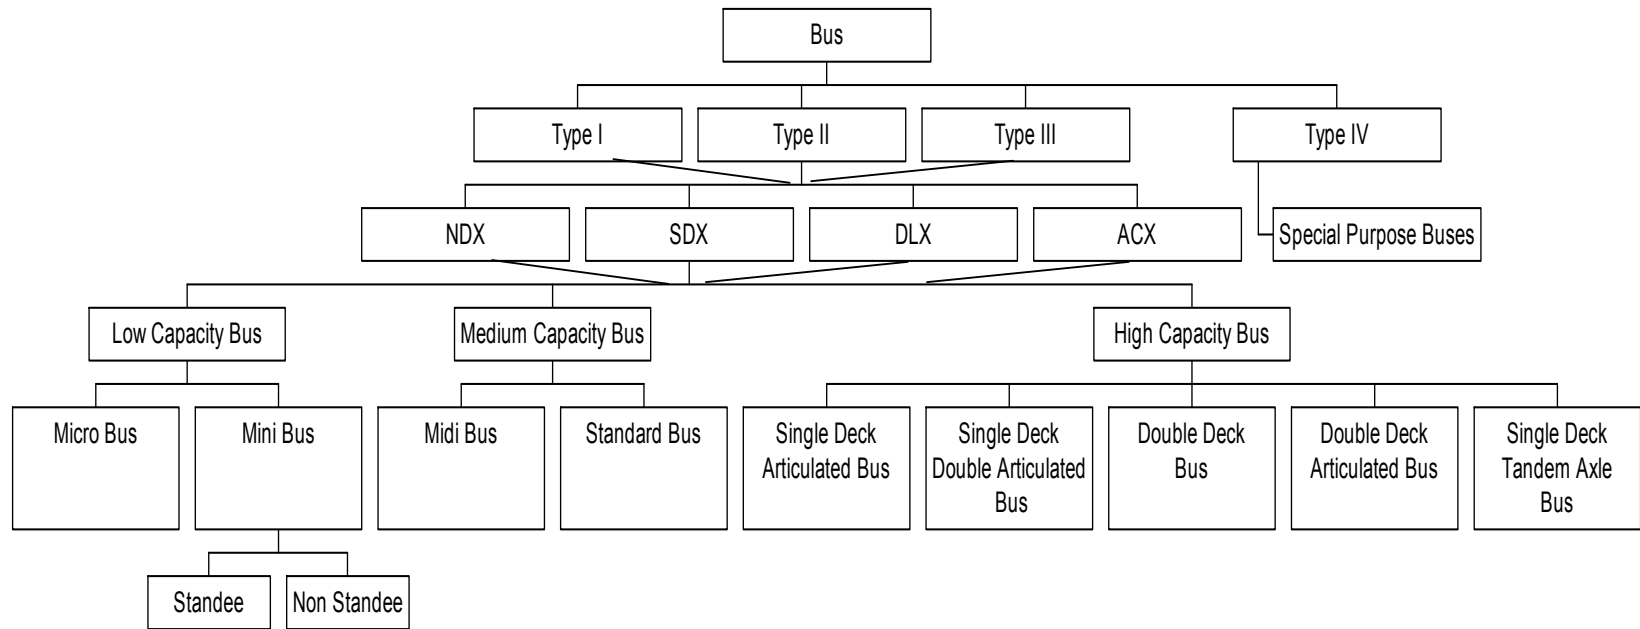 Bus
Type I
Type II
Type III
Type IV
NDX
SDX
DLX
ACX
Special Purpose Buses
Low Capacity Bus
Medium Capacity Bus
High Capacity Bus
Micro Bus
Mini Bus
Midi Bus
Standard Bus
Single Deck
Articulated Bus
Single Deck
Double Articulated
Bus
Double Deck
Bus
Double Deck
Articulated Bus
Single Deck
Tandem Axle
Bus
Standee
Non Standee